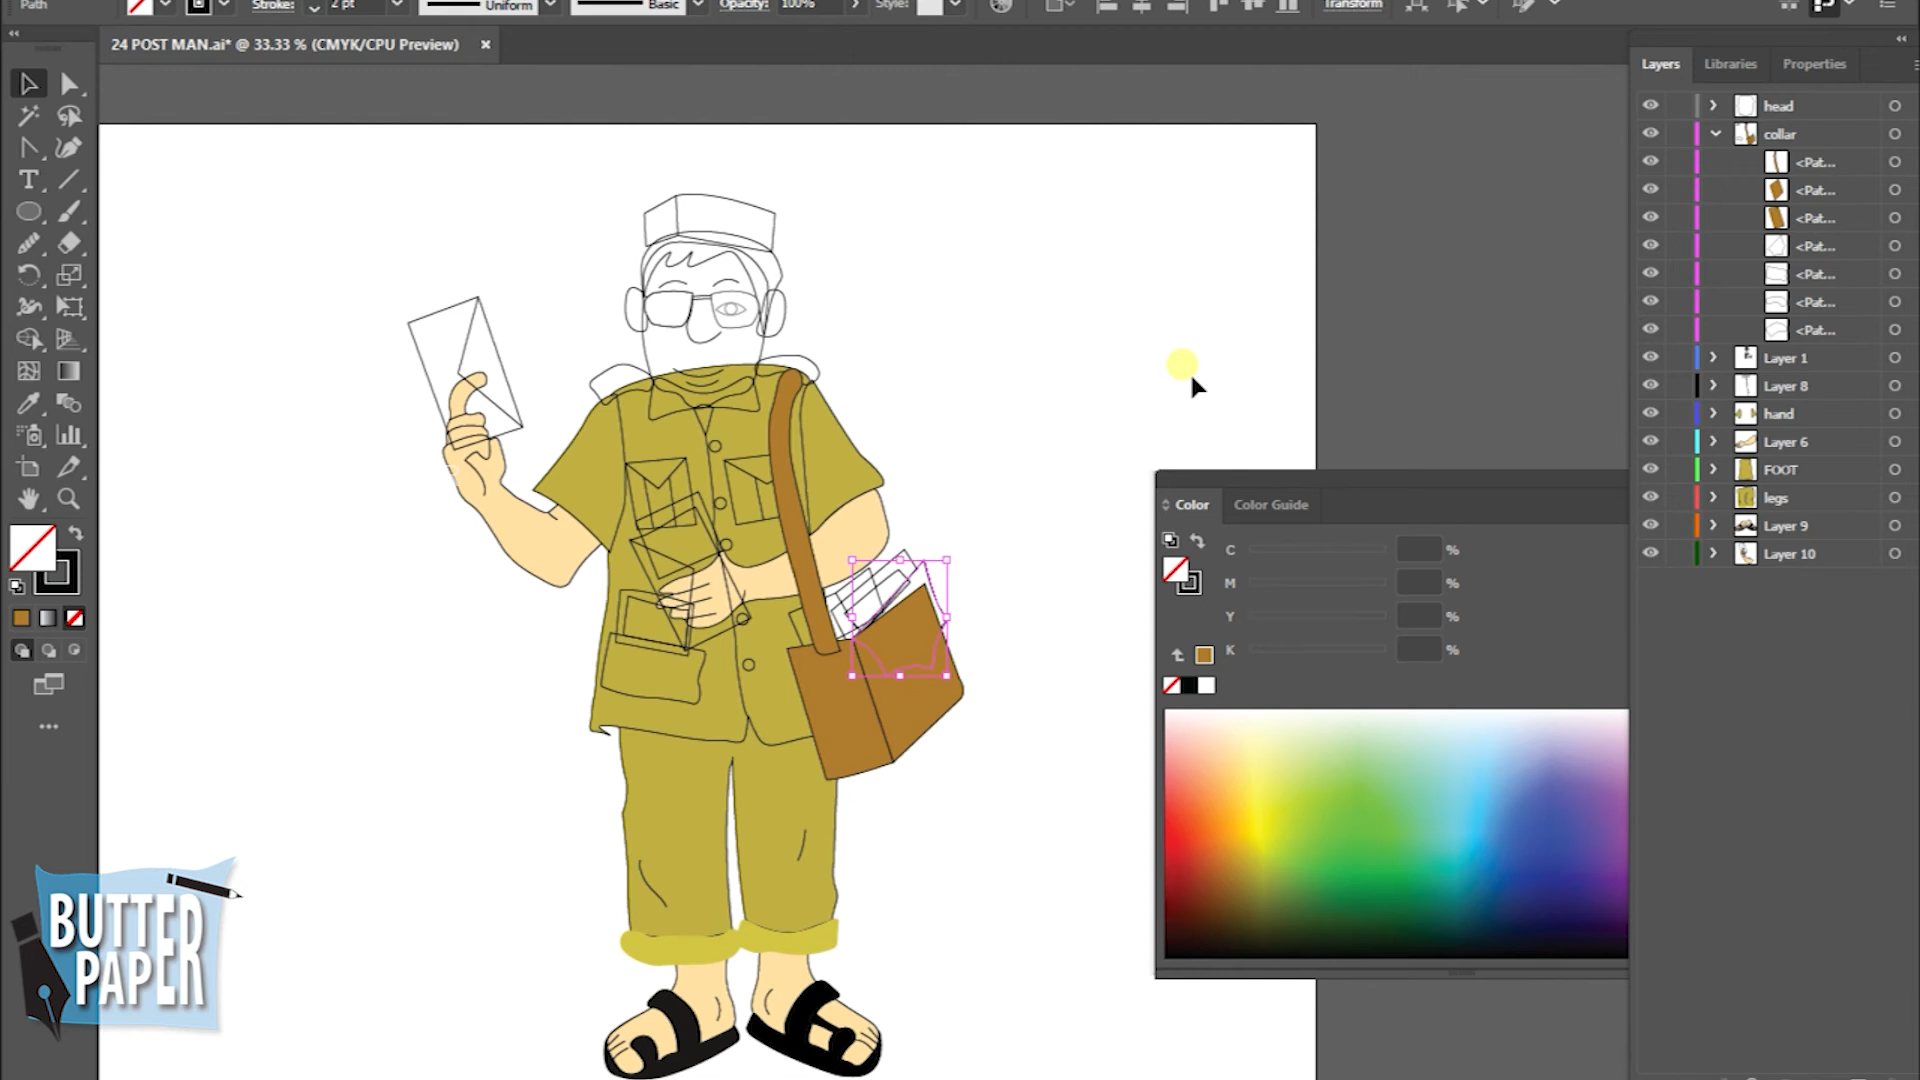 Path
Stroke:
2 pt
Uniform
Basic
Opacity:
100%
Style:
Transform
24 POST MAN.ai* @ 33.33 % (CMYK/CPU Preview)
×
Layers
Libraries
Properties
head
collar
<Pat...
<Pat...
<Pat...
<Pat...
<Pat...
<Pat...
<Pat...
Layer 1
Layer 8
hand
Layer 6
FOOT
legs
Layer 9
Layer 10
Color
Color Guide
C %
M %
Y %
K %
BUTTER
PAPER